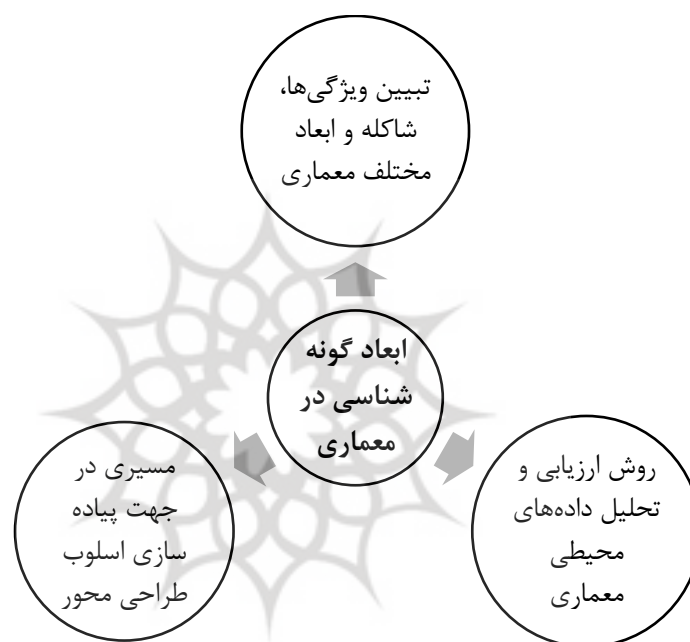 تبیین ویژگی‌ها،
شاکله و ابعاد
مختلف معماری
ابعاد گونه
شناسی در
معماری
روش ارزیابی و
تحلیل داده‌های
محیطی
معماری
مسیری در
جهت پیاده
سازی اسلوب
طراحی محور